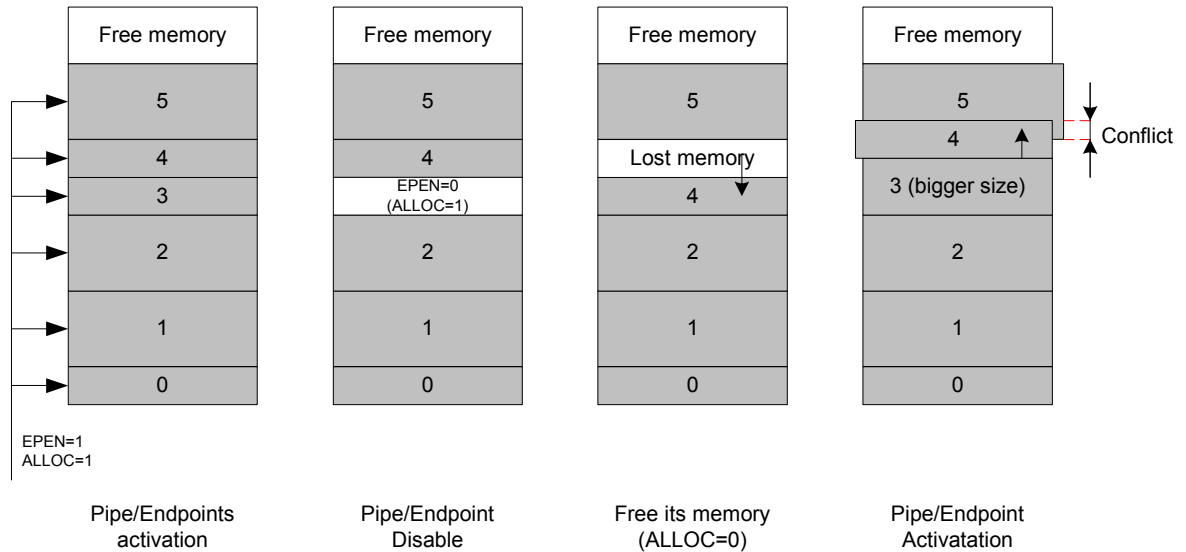 Free memory
5
4
3
2
1
0
EPEN=1
ALLOC=1
Pipe/Endpoints
activation
Free memory
5
4
EPEN=0
(ALLOC=1)
2
1
0
Pipe/Endpoint
Disable
Free memory
5
Lost memory
4
2
1
0
Free its memory
(ALLOC=0)
Free memory
5
4
Conflict
3 (bigger size)
2
1
0
Pipe/Endpoint
Activatation